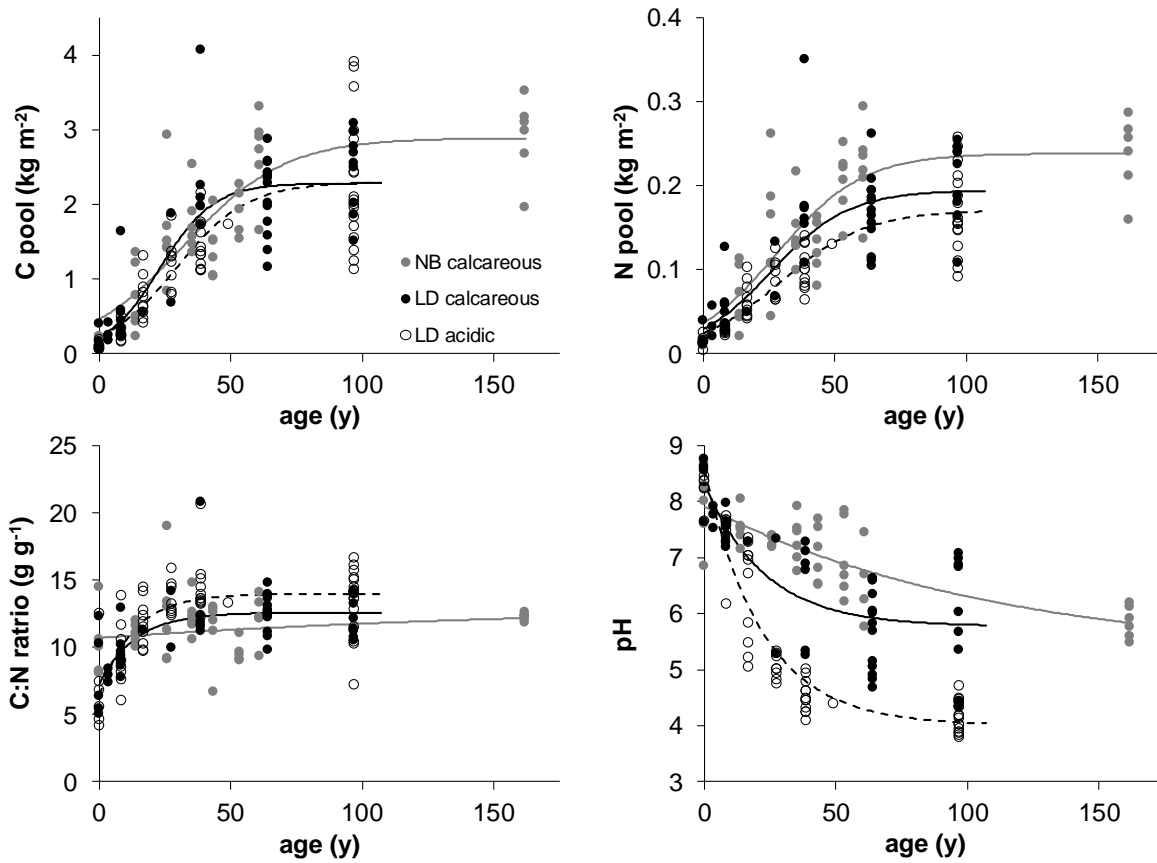 4
3
2
1
0
C pool (kg m-2)
0 50 100 150
age (y)
NB calcareous
LD calcareous
LD acidic
0.4
0.3
0.2
0.1
0
N pool (kg m-2)
0 50 100 150
age (y)
25
20
15
10
5
0
C:N ratrio (g g-1)
0 50 100 150
age (y)
9
8
7
6
5
4
3
pH
0 50 100 150
age (y)